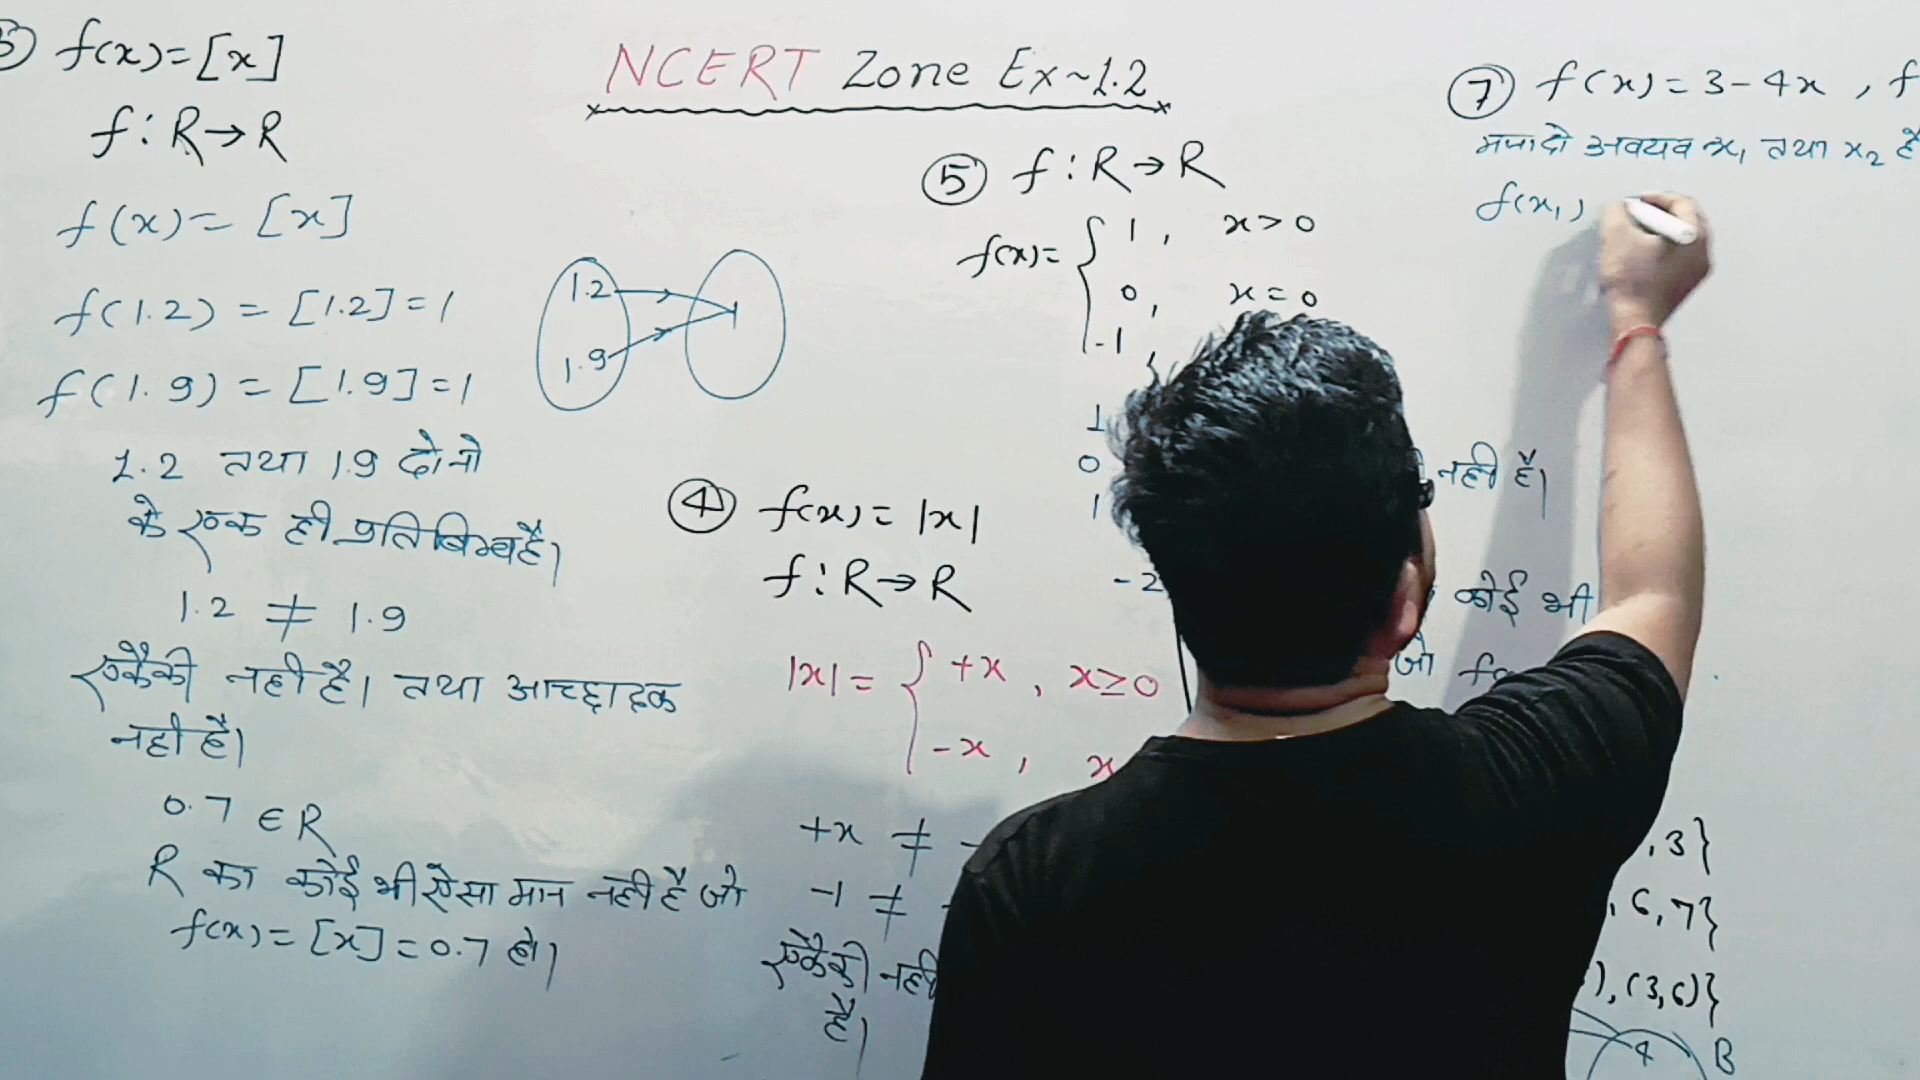 f(x)=[x]
f:R→R
f(x)=[x]
f(1.2)=[1.2]=1
f(1.9)=[1.9]=1
1.2 तथा 1.9 दोनो
के एक ही प्रतिबिम्ब है।
1.2 ≠ 1.9
एकैकी नही है। तथा आच्छादक
नही है।
0.7 ∈ R
R का कोई भी ऐसा मान नही है जो
f(x)=[x]=0.7 हो।
NCERT Zone Ex~1.2
1.2
1.9
1
④ f(x)=|x|
f:R→R
|x|= { +x, x≥0
-x, x
+x ≠ -
-1 ≠ -
एकैकी नही
है।
⑤ f:R→R
f(x)= { 1, x>0
0, x=0
-1,
1
0
1
नही है।
-2
कोई भी
जो
⑦ f(x)=3-4x, f
माना दो अवयव x₁ तथा x₂ है
f(x₁)
,3}
,6,7}
),(3,6)}
4 B